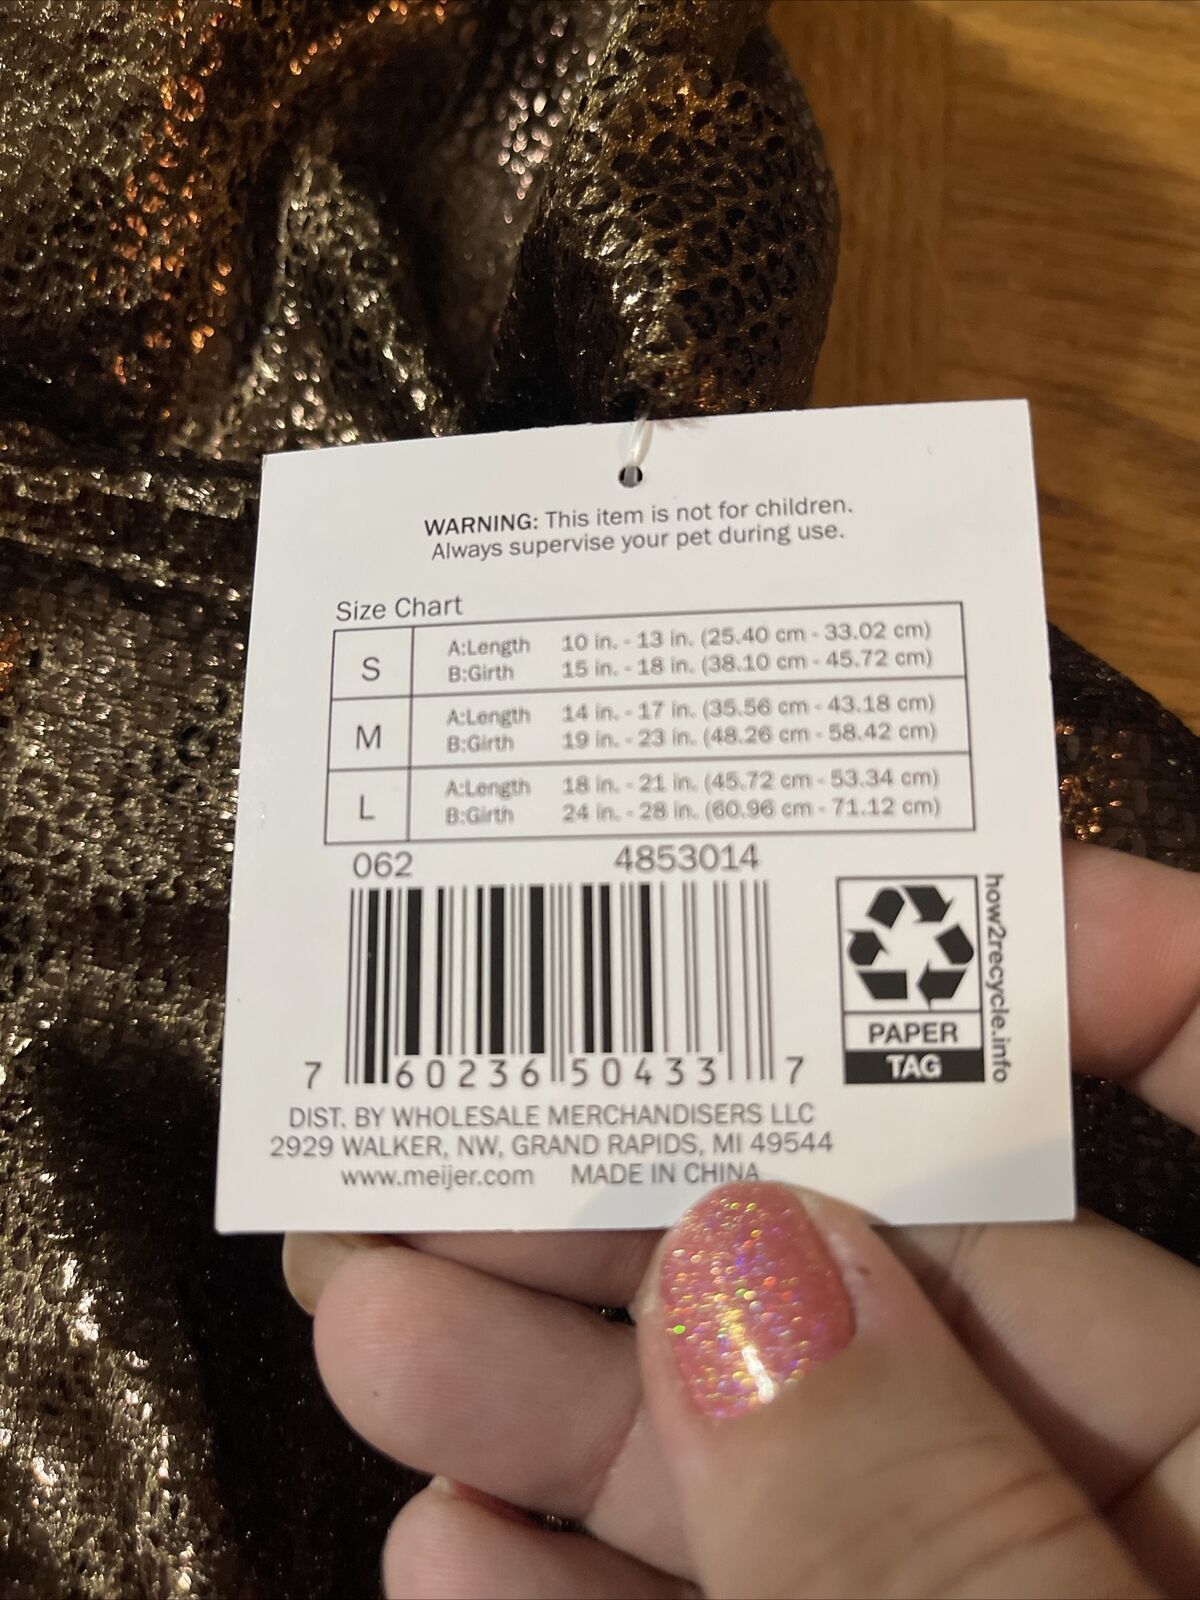 WARNING: This item is not for children.
Always supervise your pet during use.
Size Chart
S
A:Length 10 in. - 13 in. (25.40 cm - 33.02 cm)
B:Girth 15 in. - 18 in. (38.10 cm - 45.72 cm)
M
A:Length 14 in. - 17 in. (35.56 cm - 43.18 cm)
B:Girth 19 in. - 23 in. (48.26 cm - 58.42 cm)
L
A:Length 18 in. - 21 in. (45.72 cm - 53.34 cm)
B:Girth 24 in. - 28 in. (60.96 cm - 71.12 cm)
062 4853014
7 60236 50433 7
PAPER
TAG
how2recycle.info
DIST. BY WHOLESALE MERCHANDISERS LLC
2929 WALKER, NW, GRAND RAPIDS, MI 49544
www.meijer.com MADE IN CHINA